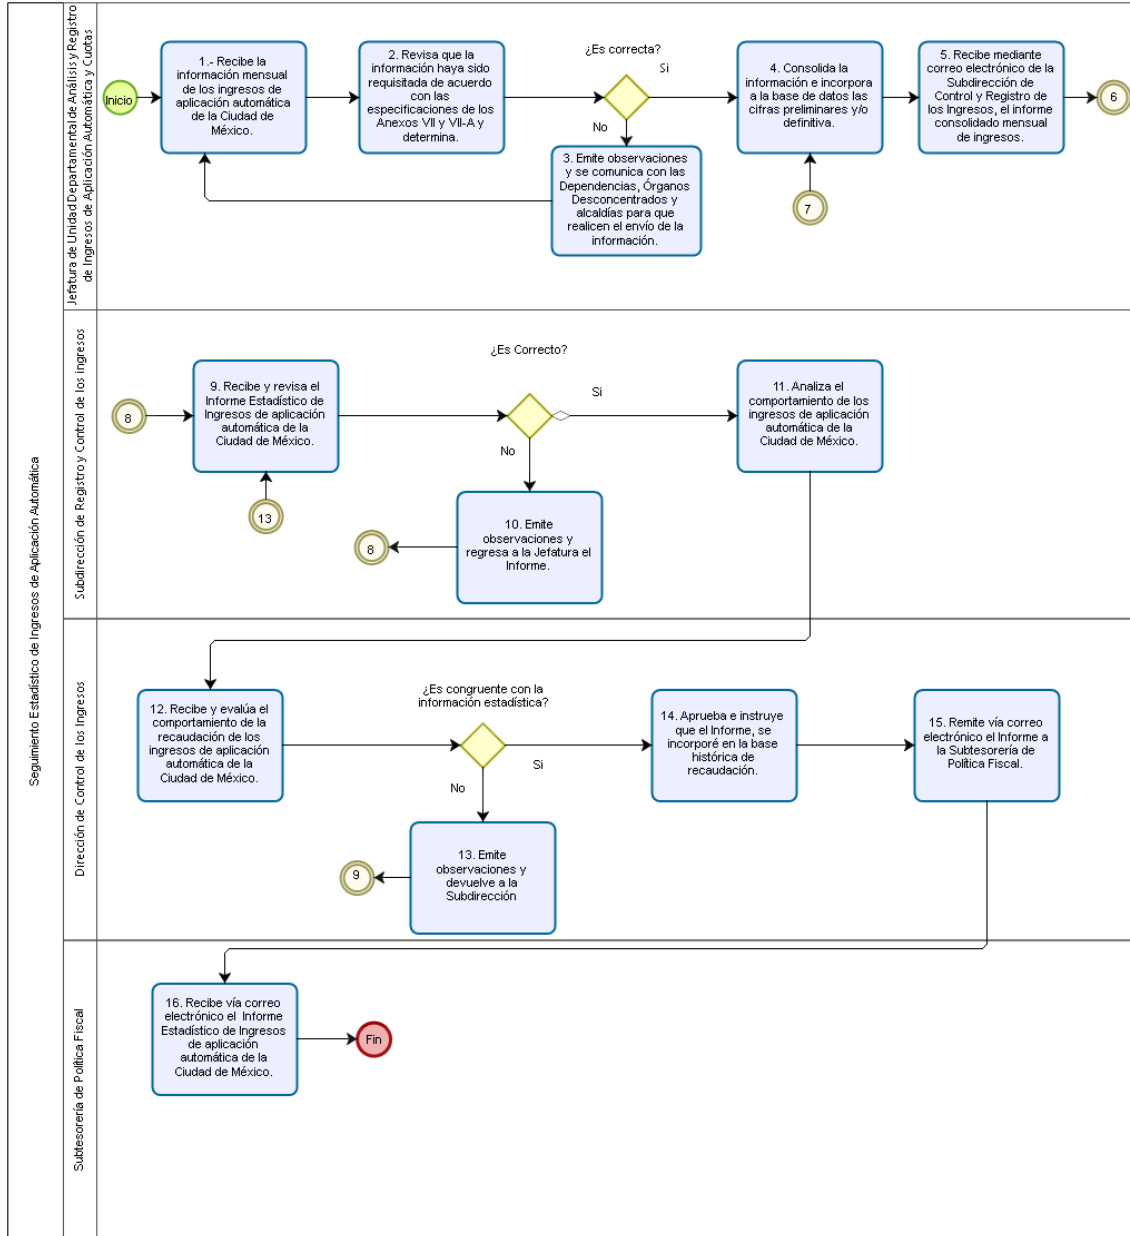 Seguimiento Estadístico de Ingresos de Aplicación Automática
Jefatura de Unidad Departamental de Análisis y Registro
de Ingresos de Aplicación Automática y Cuotas
Inicio
1.- Recibe la
información mensual
de los ingresos de
aplicación automática
de la Ciudad de
México.
2. Revisa que la
información haya sido
requisitada de acuerdo
con las
especificaciones de los
Anexos VII y VII-A y
determina.
¿Es correcta?
Si
No
3. Emite observaciones
y se comunica con las
Dependencias, Órganos
Desconcentrados y
alcaldías para que
realicen el envío de la
información.
4. Consolida la
información e incorpora
a la base de datos las
cifras preliminares y/o
definitiva.
7
5. Recibe mediante
correo electrónico de la
Subdirección de
Control y Registro de
los Ingresos, el informe
consolidado mensual
de ingresos.
6
Subdirección de Registro y Control de los ingresos
8
9. Recibe y revisa el
Informe Estadístico de
Ingresos de aplicación
automática de la
Ciudad de México.
13
¿Es Correcto?
Si
No
10. Emite
observaciones y
regresa a la Jefatura el
Informe.
8
11. Analiza el
comportamiento de los
ingresos de aplicación
automática de la
Ciudad de México.
Dirección de Control de los Ingresos
12. Recibe y evalúa el
comportamiento de la
recaudación de los
ingresos de aplicación
automática de la
Ciudad de México.
¿Es congruente con la
información estadística?
Si
No
13. Emite
observaciones y
devuelve a la
Subdirección
9
14. Aprueba e instruye
que el Informe, se
incorporé en la base
histórica de
recaudación.
15. Remite vía correo
electrónico el Informe a
la Subtesorería de
Política Fiscal.
Subtesorería de Política Fiscal
16. Recibe vía correo
electrónico el Informe
Estadístico de Ingresos
de aplicación
automática de la
Ciudad de México.
Fin